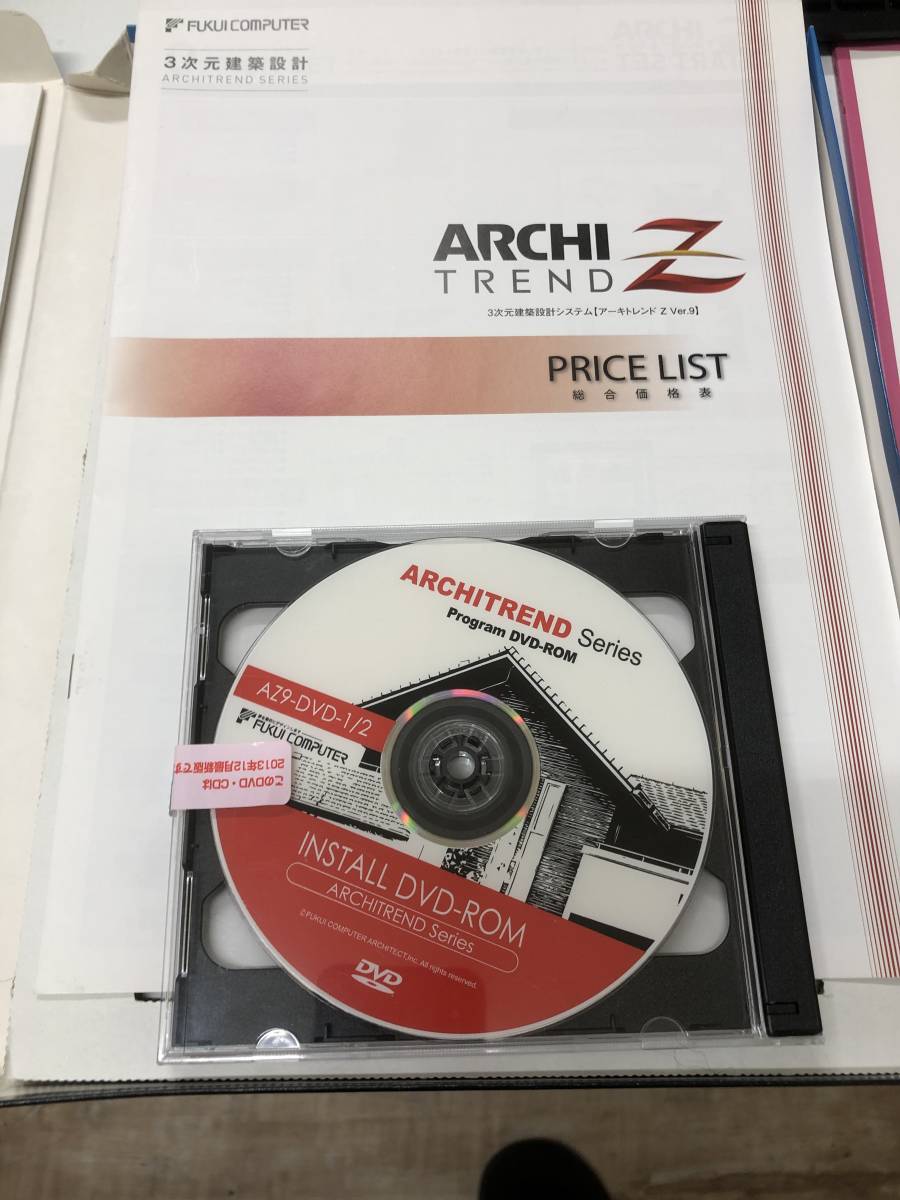 FUKUI COMPUTER
3次元建築設計
ARCHITREND SERIES
ARCHI
TREND Z
3次元建築設計システム【アーキトレンド Z Ver.9】
PRICE LIST
総合価格表
ARCHITREND Series
Program DVD-ROM
AZ9-DVD-1/2
FUKUI COMPUTER
このDVD・CDは
2013年12月最新版です
INSTALL DVD-ROM
ARCHITREND Series
©FUKUI COMPUTER ARCHITECT,Inc. All rights reserved.
DVD